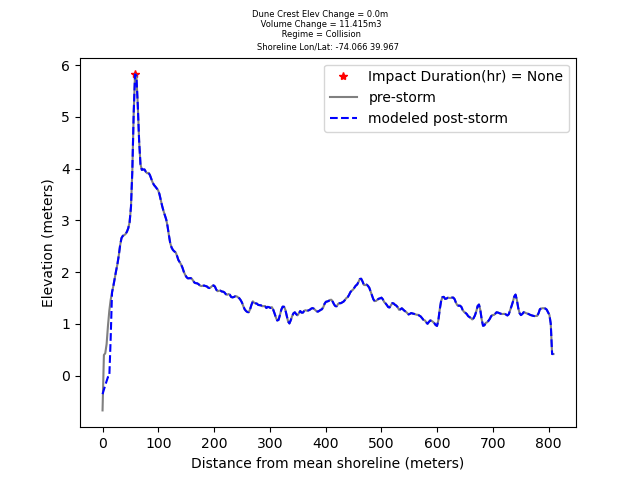 Dune Crest Elev Change = 0.0m
Volume Change = 11.415m3
Regime = Collision
Shoreline Lon/Lat: -74.066 39.967
Impact Duration(hr) = None
pre-storm
modeled post-storm
Elevation (meters)
6
5
4
3
2
1
0
0 100 200 300 400 500 600 700 800
Distance from mean shoreline (meters)